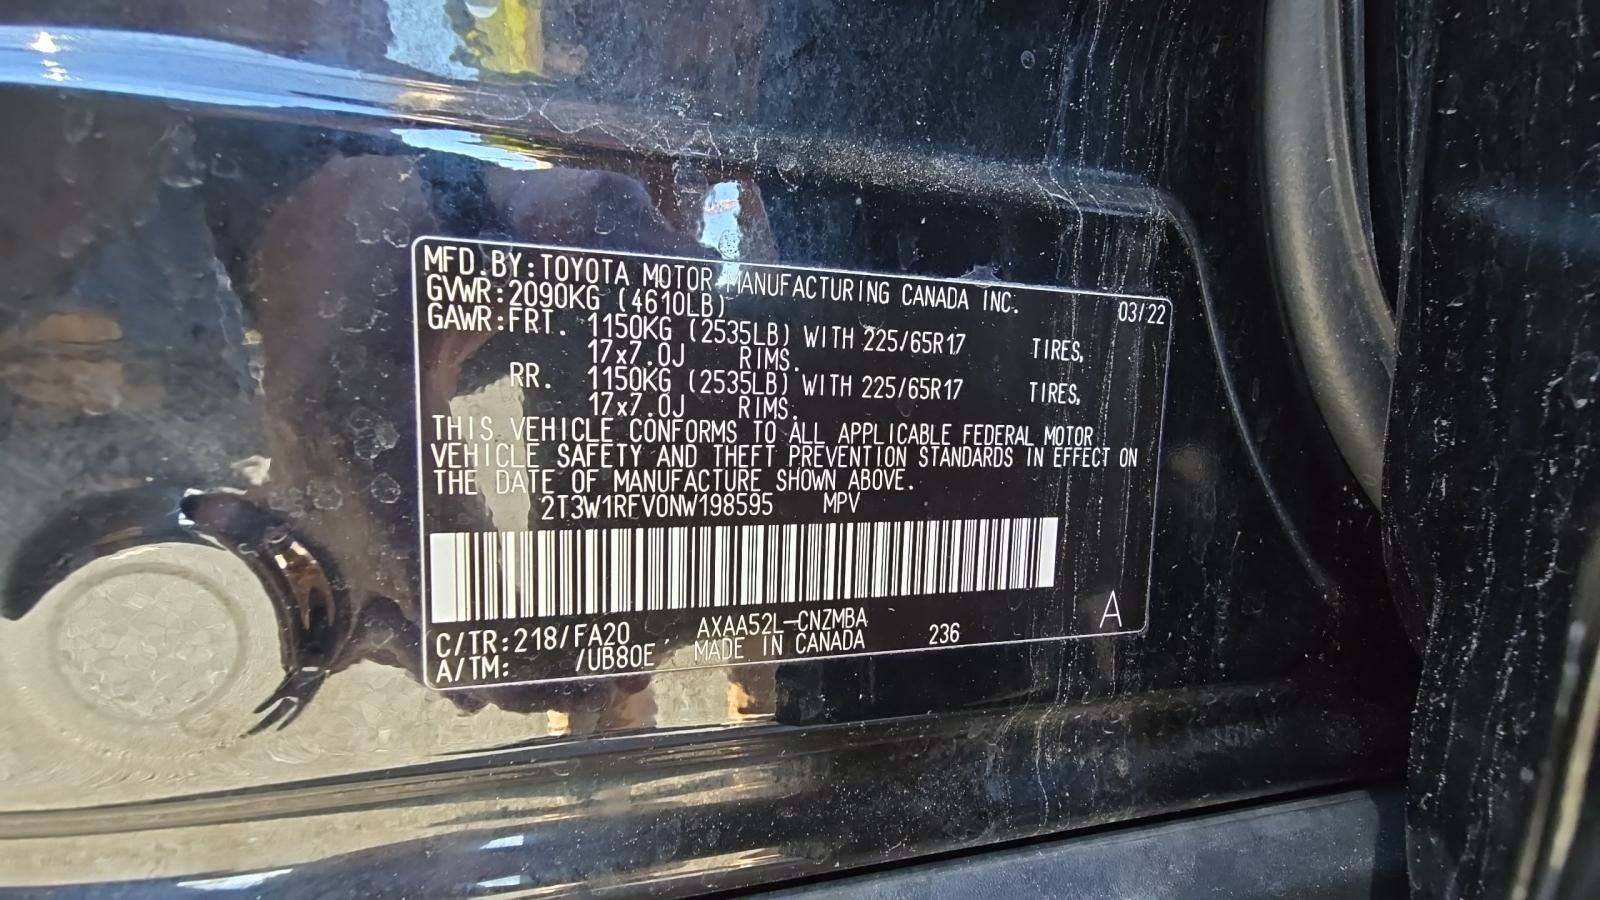 MFD.BY:TOYOTA MOTOR MANUFACTURING CANADA INC.
GVWR:2090KG (4610LB) 03/22
GAWR:FRT. 1150KG (2535LB) WITH 225/65R17 TIRES,
17x7.0J RIMS.
RR. 1150KG (2535LB) WITH 225/65R17 TIRES,
17x7.0J RIMS.
THIS VEHICLE CONFORMS TO ALL APPLICABLE FEDERAL MOTOR
VEHICLE SAFETY AND THEFT PREVENTION STANDARDS IN EFFECT ON
THE DATE OF MANUFACTURE SHOWN ABOVE.
2T3W1RFV0NW198595 MPV
C/TR:218/FA20 AXAA52L-CNZMBA
A/TM: /UB80E MADE IN CANADA 236 A